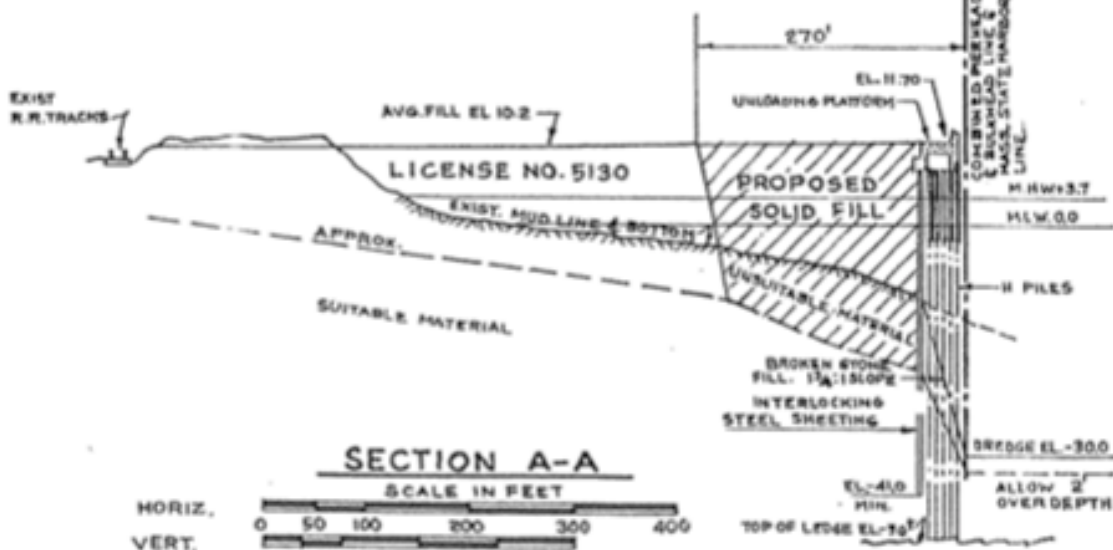 COMBINED PIERHEAD
& BULKHEAD LINE &
MASS. STATE HARBOR
LINE.
270'
EL. 11.70
EXIST
R.R. TRACKS
AVG. FILL EL 10.2
UNLOADING PLATFORM
LICENSE NO. 5130
PROPOSED
SOLID FILL
M.H.W. +3.7
M.L.W. 0.0
EXIST. MUD LINE & BOTTOM
APPROX.
SUITABLE MATERIAL
UNSUITABLE MATERIAL
H PILES
BROKEN STONE
FILL. SLOPE
INTERLOCKING
STEEL SHEETING
DREDGE EL.-30.0
ALLOW 2'
OVERDEPTH
EL.-41.0
MIN.
TOP OF LEDGE
SECTION A-A
SCALE IN FEET
HORIZ.
0 50 100 200 300 400
VERT.